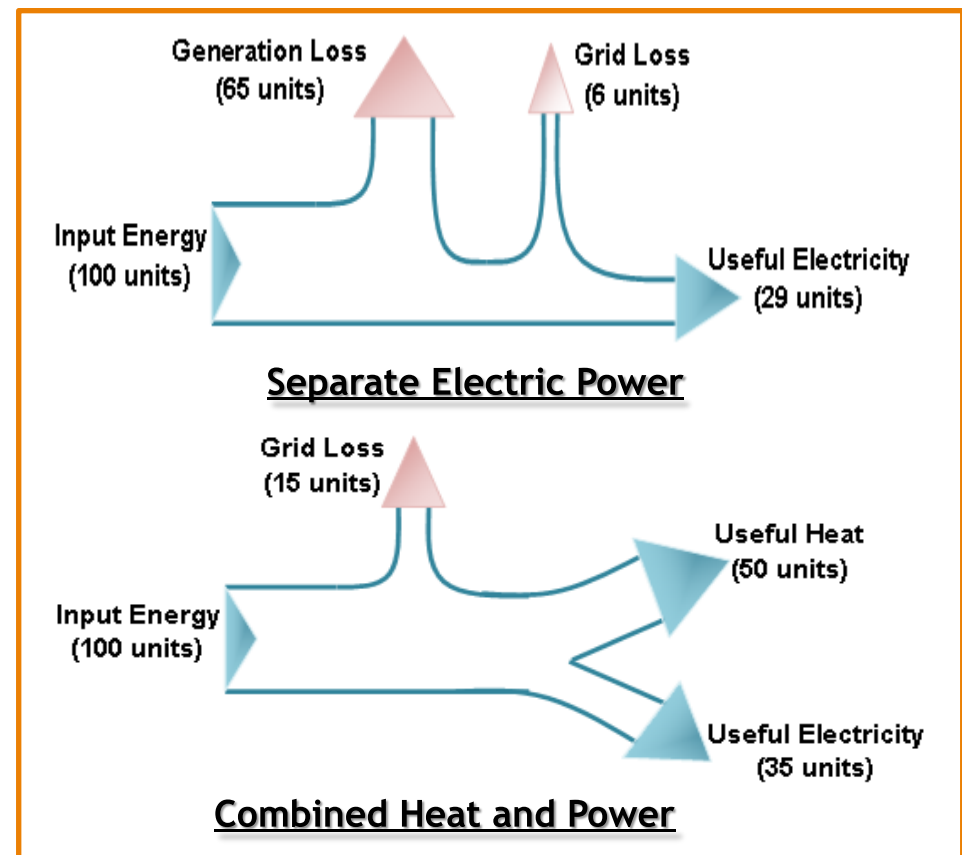 Generation Loss
(65 units)
Grid Loss
(6 units)
Input Energy
(100 units)
Useful Electricity
(29 units)
Separate Electric Power
Grid Loss
(15 units)
Useful Heat
(50 units)
Input Energy
(100 units)
Useful Electricity
(35 units)
Combined Heat and Power